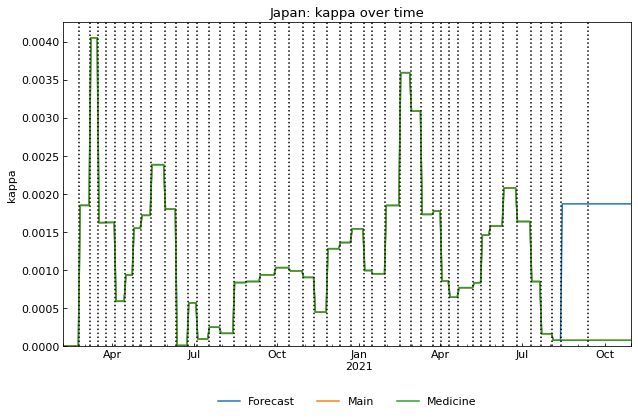 Japan: kappa over time
kappa
0.0040
0.0035
0.0030
0.0025
0.0020
0.0015
0.0010
0.0005
0.0000
Apr Jul Oct Jan Apr Jul Oct
2021
Forecast Main Medicine